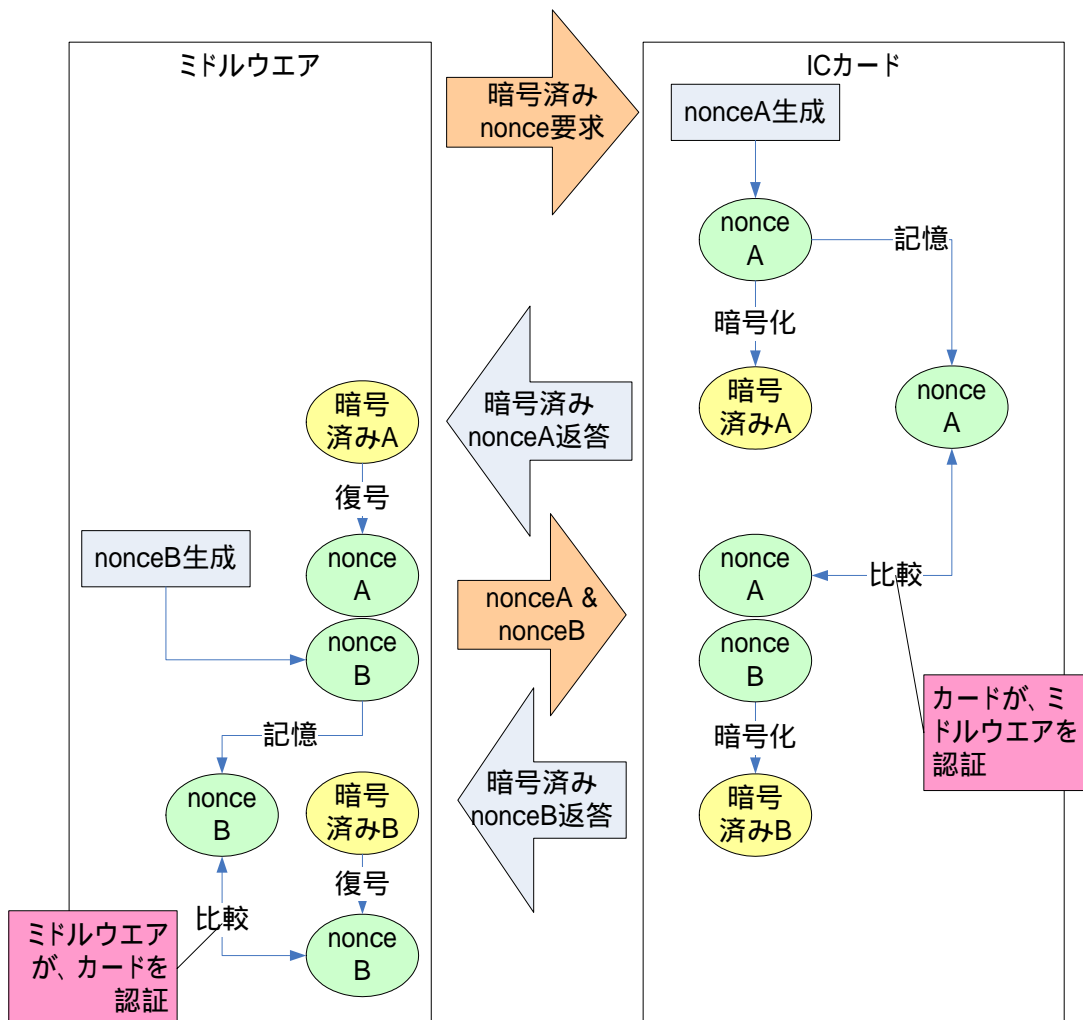 ミドルウエア
ICカード
暗号済み
nonce要求
nonceA生成
nonce
A
記憶
暗号化
暗号
済みA
nonce
A
暗号済み
nonceA返答
暗号
済みA
復号
nonceB生成
nonce
A
nonce
B
nonceA &
nonceB
nonce
A
比較
nonce
B
カードが、ミ
ドルウエアを
認証
記憶
暗号化
nonce
B
暗号
済みB
暗号済み
nonceB返答
暗号
済みB
復号
比較
nonce
B
ミドルウエア
が、カードを
認証